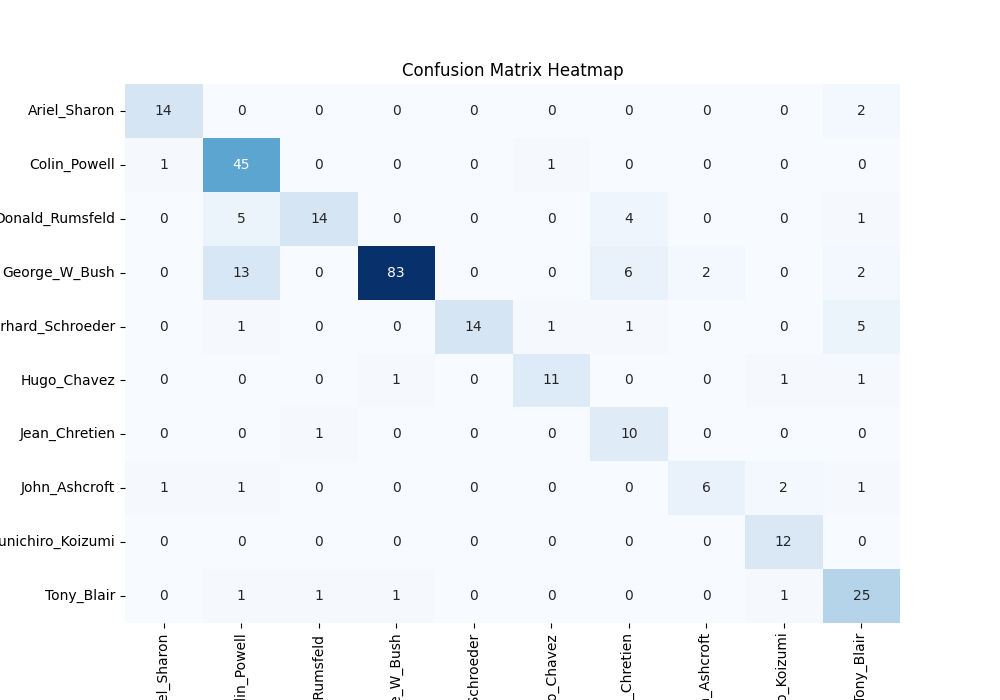 Confusion Matrix Heatmap
Ariel_Sharon 14 0 0 0 0 0 0 0 0 2
Colin_Powell 1 45 0 0 0 1 0 0 0 0
Donald_Rumsfeld 0 5 14 0 0 0 4 0 0 1
George_W_Bush 0 13 0 83 0 0 6 2 0 2
rhard_Schroeder 0 1 0 0 14 1 1 0 0 5
Hugo_Chavez 0 0 0 1 0 11 0 0 1 1
Jean_Chretien 0 0 1 0 0 0 10 0 0 0
John_Ashcroft 1 1 0 0 0 0 0 6 2 1
unichiro_Koizumi 0 0 0 0 0 0 0 0 12 0
Tony_Blair 0 1 1 1 0 0 0 0 1 25
el_Sharon
lin_Powell
Rumsfeld
e_W_Bush
Schroeder
o_Chavez
_Chretien
n_Ashcroft
o_Koizumi
Tony_Blair